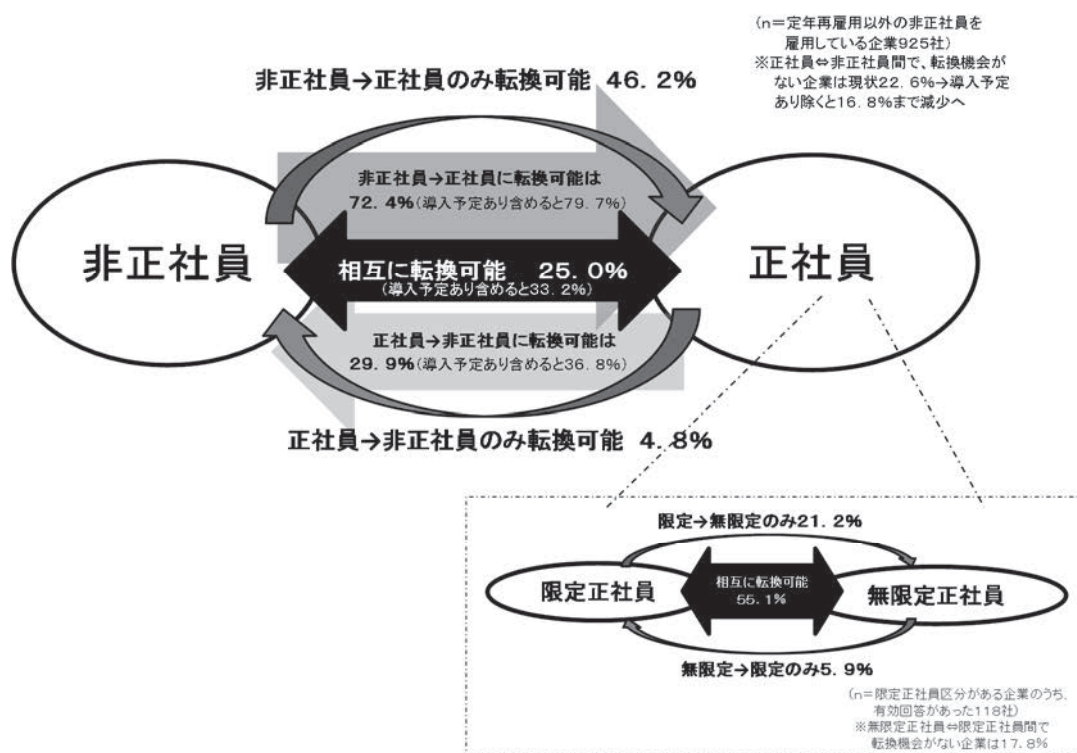 (n=定年再雇用以外の非正社員を
雇用している企業925社)
※正社員⇔非正社員間で、転換機会が
ない企業は現状22.6%→導入予定
あり除くと16.8%まで減少へ
非正社員→正社員のみ転換可能 46.2%
非正社員→正社員に転換可能は
72.4%(導入予定あり含めると79.7%)
非正社員
相互に転換可能 25.0%
(導入予定あり含めると33.2%)
正社員
正社員→非正社員に転換可能は
29.9%(導入予定あり含めると36.8%)
正社員→非正社員のみ転換可能 4.8%
限定→無限定のみ21.2%
限定正社員
相互に転換可能
55.1%
無限定正社員
無限定→限定のみ5.9%
(n=限定正社員区分がある企業のうち、
有効回答があった118社)
※無限定正社員⇔限定正社員間で
転換機会がない企業は17.8%